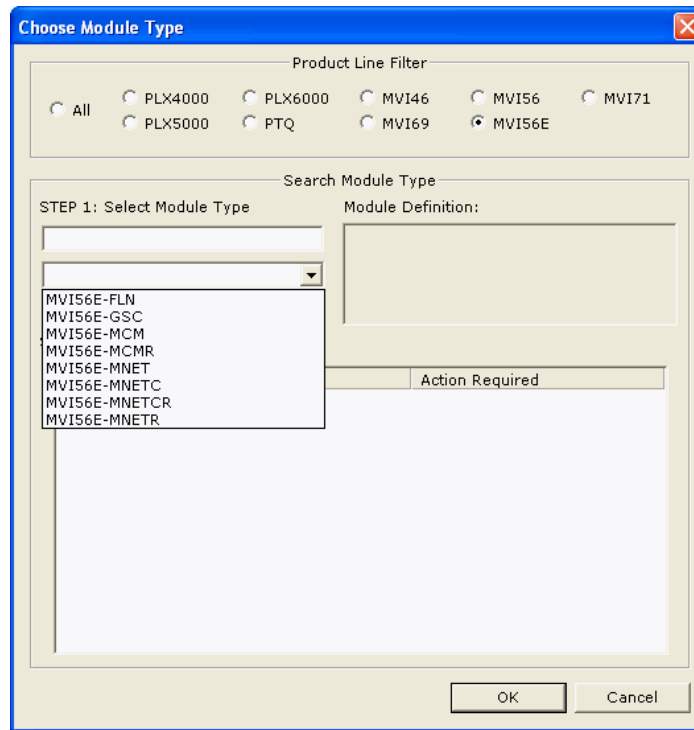 Choose Module Type
Product Line Filter
All
PLX4000
PLX6000
MVI46
MVI56
MVI71
PLX5000
PTQ
MVI69
MVI56E
Search Module Type
STEP 1: Select Module Type
Module Definition:
MVI56E-FLN
MVI56E-GSC
MVI56E-MCM
MVI56E-MCMR
MVI56E-MNET
MVI56E-MNETC
MVI56E-MNETCR
MVI56E-MNETR
Action Required
OK
Cancel